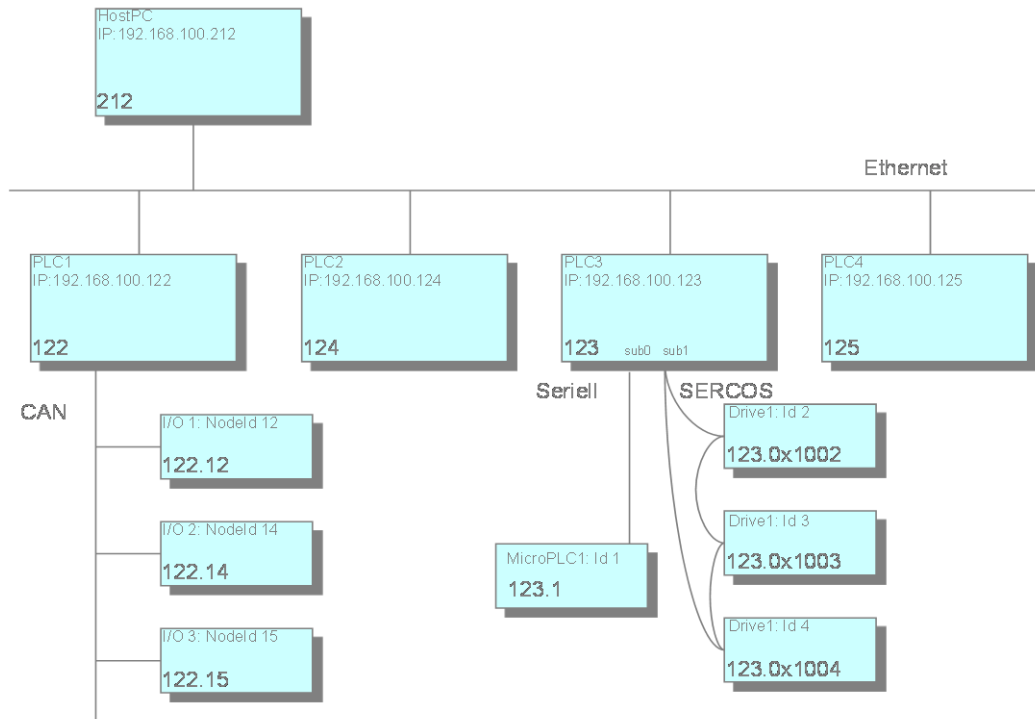 HostPC
IP:192.168.100.212
212
Ethernet
PLC1
IP:192.168.100.122
122
PLC2
IP:192.168.100.124
124
PLC3
IP:192.168.100.123
123 sub0 sub1
PLC4
IP:192.168.100.125
125
CAN
I/O 1: NodeId 12
122.12
I/O 2: NodeId 14
122.14
I/O 3: NodeId 15
122.15
Seriell
MicroPLC1: Id 1
123.1
SERCOS
Drive1: Id 2
123.0x1002
Drive1: Id 3
123.0x1003
Drive1: Id 4
123.0x1004